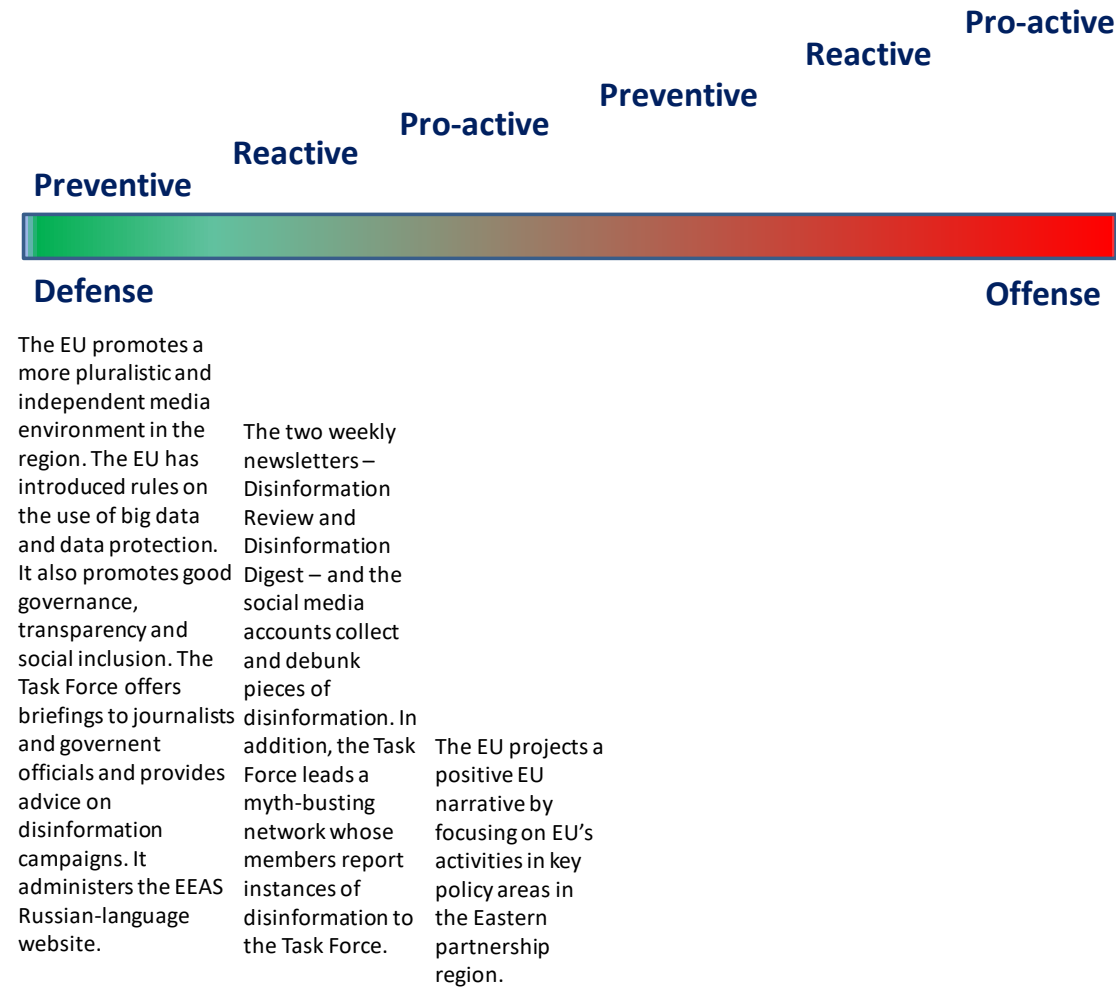 Pro-active
Reactive
Preventive
Pro-active
Reactive
Preventive
Defense
Offense
The EU promotes a
more pluralistic and
independent media
environment in the
region. The EU has
introduced rules on
the use of big data
and data protection.
It also promotes good
governance,
transparency and
social inclusion. The
Task Force offers
briefings to journalists
and governent
officials and provides
advice on
disinformation
campaigns. It
administers the EEAS
Russian-language
website.
The two weekly
newsletters –
Disinformation
Review and
Disinformation
Digest – and the
social media
accounts collect
and debunk
pieces of
disinformation. In
addition, the Task
Force leads a
myth-busting
network whose
members report
instances of
disinformation to
the Task Force.
The EU projects a
positive EU
narrative by
focusing on EU’s
activities in key
policy areas in
the Eastern
partnership
region.